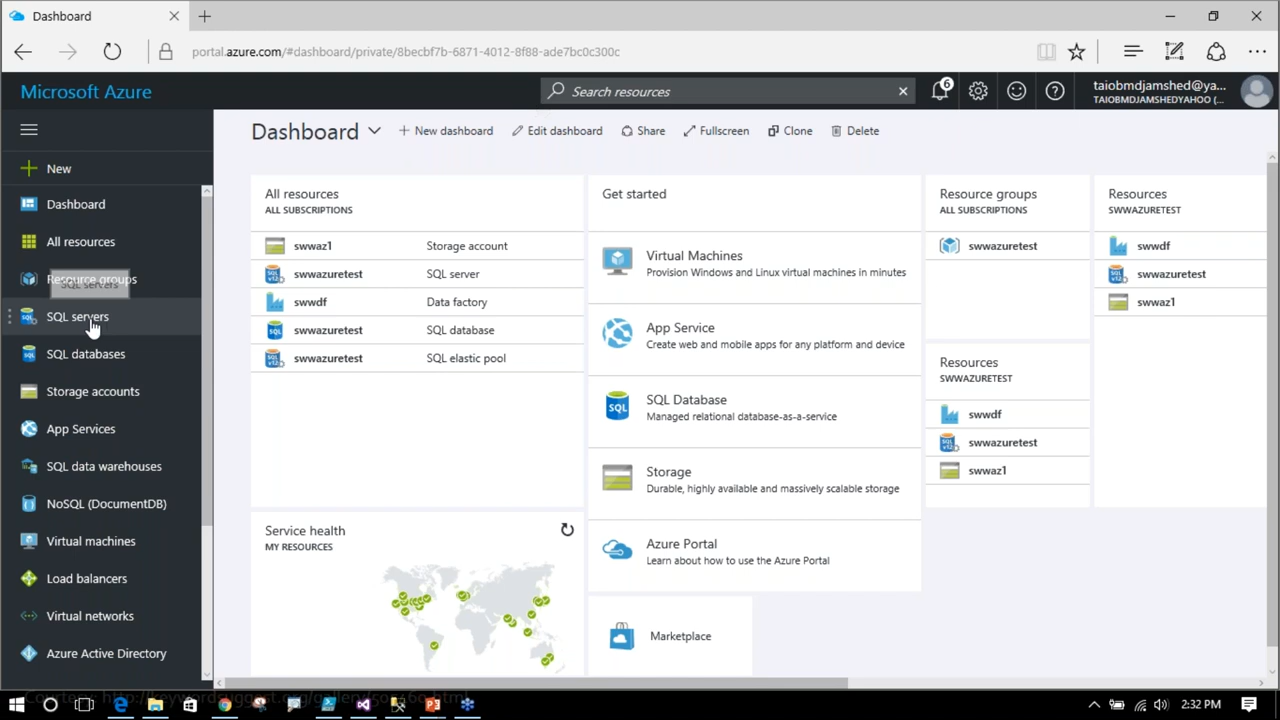 Dashboard
portal.azure.com/#dashboard/private/8becbf7b-6871-4012-8f88-ade7bc0c300c
Microsoft Azure
Search resources
6
taiobmdjamshed@ya...
TAIOBMDJAMSHEDYAHOO (...
New
Dashboard
All resources
Resource groups
SQL servers
SQL servers
SQL databases
Storage accounts
App Services
SQL data warehouses
NoSQL (DocumentDB)
Virtual machines
Load balancers
Virtual networks
Azure Active Directory
Dashboard
New dashboard
Edit dashboard
Share
Fullscreen
Clone
Delete
All resources
ALL SUBSCRIPTIONS
swwaz1 Storage account
swwazuretest SQL server
swwdf Data factory
swwazuretest SQL database
swwazuretest SQL elastic pool
Service health
MY RESOURCES
Get started
Virtual Machines
Provision Windows and Linux virtual machines in minutes
App Service
Create web and mobile apps for any platform and device
SQL
SQL Database
Managed relational database-as-a-service
Storage
Durable, highly available and massively scalable storage
Azure Portal
Learn about how to use the Azure Portal
Marketplace
Resource groups
ALL SUBSCRIPTIONS
swwazuretest
Resources
SWWAZURETEST
swwdf
swwazuretest
swwaz1
Resources
SWWAZURETEST
swwdf
swwazuretest
swwaz1
2:32 PM